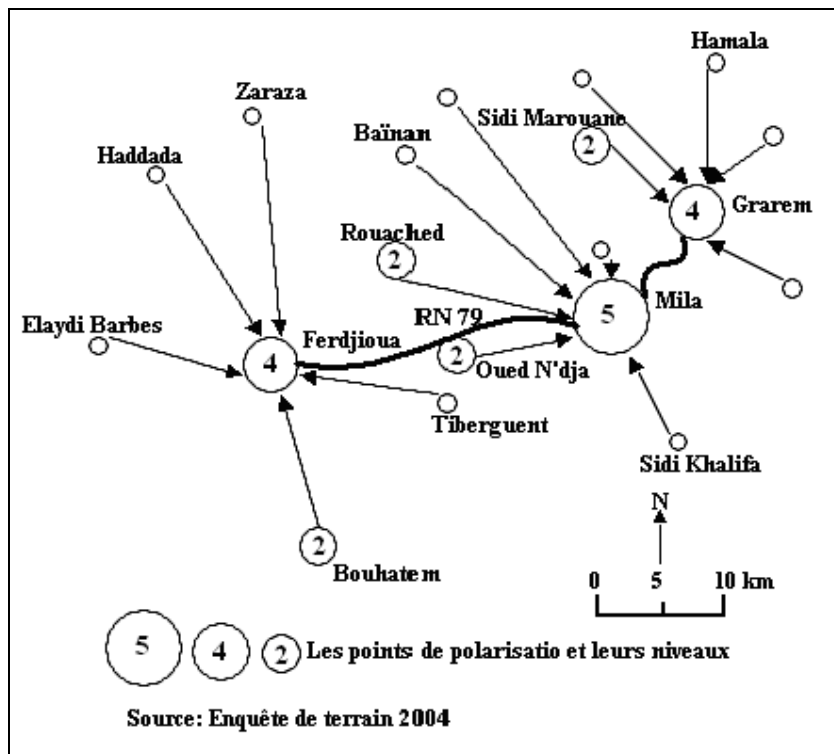 Hamala
Zaraza
Sidi Marouane
Baïnan
2
Haddada
4
Grarem
Rouached
2
Mila
RN 79
5
Elaydi Barbes
Ferdjioua
4
2
Oued N'dja
Tiberguent
Sidi Khalifa
N
2
Bouhatem
0 5 10 km
5 4 2 Les points de polarisatio et leurs niveaux
Source: Enquête de terrain 2004